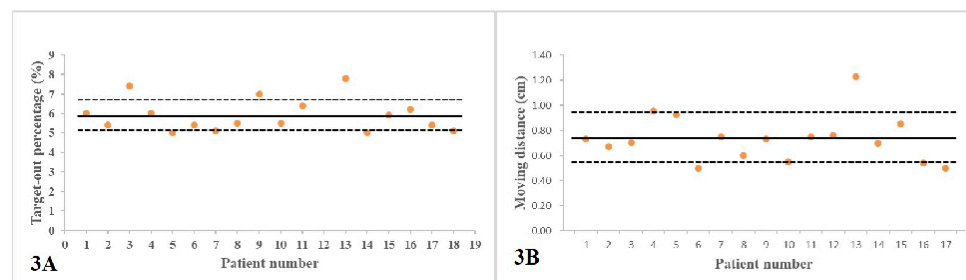 9
8
7
6
5
4
3
2
1
0
Target-out percentage (%)
0 1 2 3 4 5 6 7 8 9 10 11 12 13 14 15 16 17 18 19
Patient number
3A
1.40
1.20
1.00
0.80
0.60
0.40
0.20
0.00
Moving distance (cm)
1 2 3 4 5 6 7 8 9 10 11 12 13 14 15 16 17
Patient number
3B